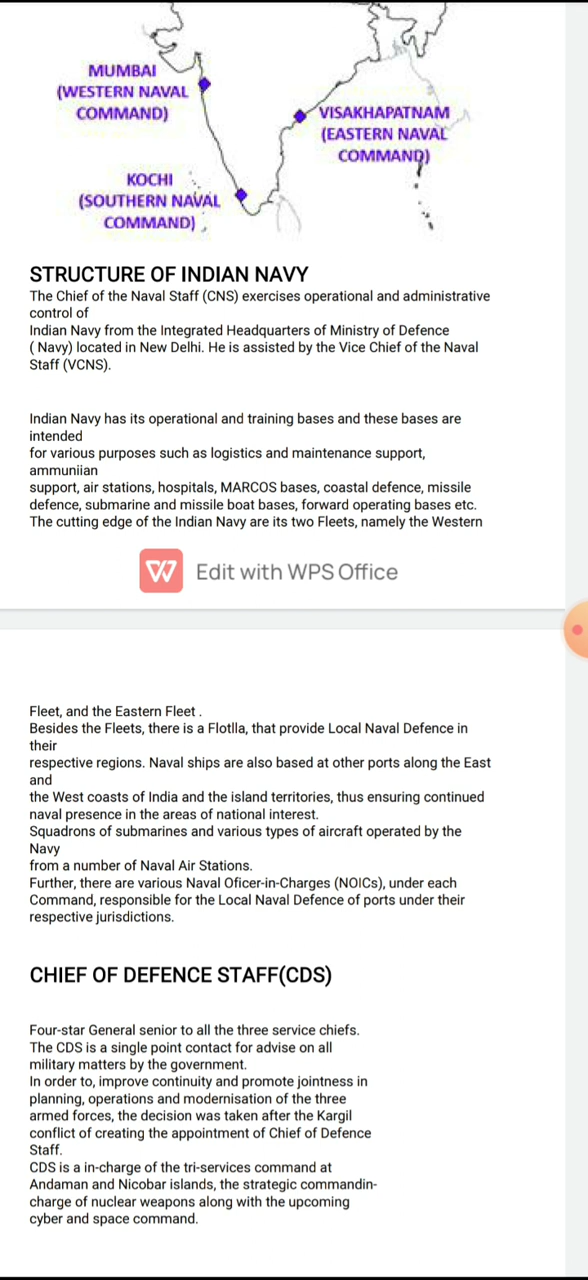 MUMBAI
(WESTERN NAVAL
COMMAND)
VISAKHAPATNAM
(EASTERN NAVAL
COMMAND)
KOCHI
(SOUTHERN NAVAL
COMMAND)
STRUCTURE OF INDIAN NAVY
The Chief of the Naval Staff (CNS) exercises operational and administrative
control of
Indian Navy from the Integrated Headquarters of Ministry of Defence
( Navy) located in New Delhi. He is assisted by the Vice Chief of the Naval
Staff (VCNS).
Indian Navy has its operational and training bases and these bases are
intended
for various purposes such as logistics and maintenance support,
ammuniian
support, air stations, hospitals, MARCOS bases, coastal defence, missile
defence, submarine and missile boat bases, forward operating bases etc.
The cutting edge of the Indian Navy are its two Fleets, namely the Western
W Edit with WPS Office
Fleet, and the Eastern Fleet .
Besides the Fleets, there is a Flotlla, that provide Local Naval Defence in
their
respective regions. Naval ships are also based at other ports along the East
and
the West coasts of India and the island territories, thus ensuring continued
naval presence in the areas of national interest.
Squadrons of submarines and various types of aircraft operated by the
Navy
from a number of Naval Air Stations.
Further, there are various Naval Oficer-in-Charges (NOICs), under each
Command, responsible for the Local Naval Defence of ports under their
respective jurisdictions.
CHIEF OF DEFENCE STAFF(CDS)
Four-star General senior to all the three service chiefs.
The CDS is a single point contact for advise on all
military matters by the government.
In order to, improve continuity and promote jointness in
planning, operations and modernisation of the three
armed forces, the decision was taken after the Kargil
conflict of creating the appointment of Chief of Defence
Staff.
CDS is a in-charge of the tri-services command at
Andaman and Nicobar islands, the strategic commandin-
charge of nuclear weapons along with the upcoming
cyber and space command.